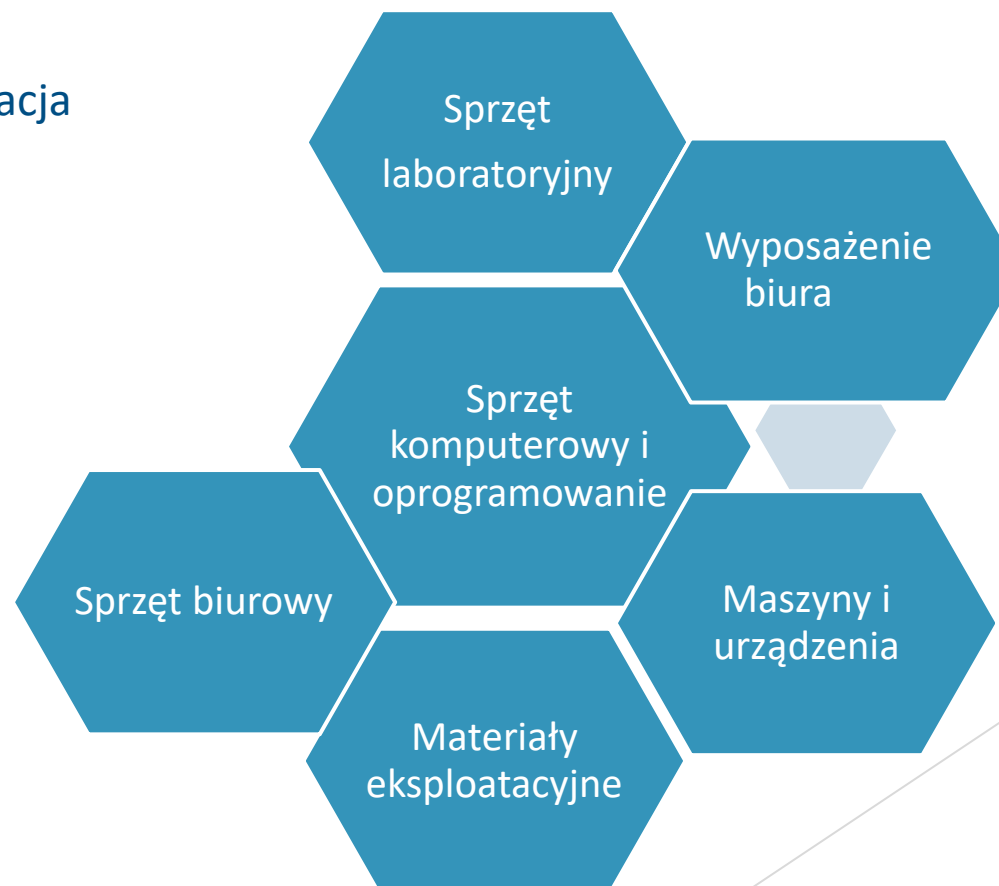 acja
Sprzęt
laboratoryjny
Wyposażenie
biura
Sprzęt
komputerowy i
oprogramowanie
Sprzęt biurowy
Maszyny i
urządzenia
Materiały
eksploatacyjne